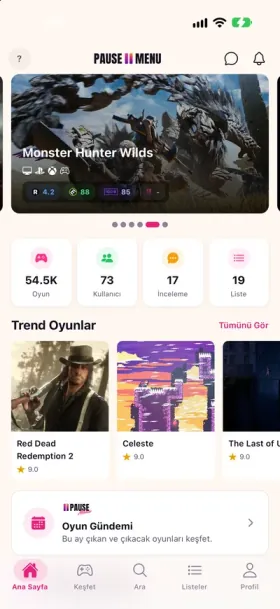 ?
PAUSE MENU
Monster Hunter Wilds
R 4.2
88
85
-
54.5K
Oyun
73
Kullanıcı
17
İnceleme
19
Liste
Trend Oyunlar
Tümünü Gör
Red Dead
Redemption 2
9.0
Celeste
9.0
The Last of U
9.0
PAUSE
Oyun Gündemi
Bu ay çıkan ve çıkacak oyunları keşfet.
Ana Sayfa
Keşfet
Ara
Listeler
Profil